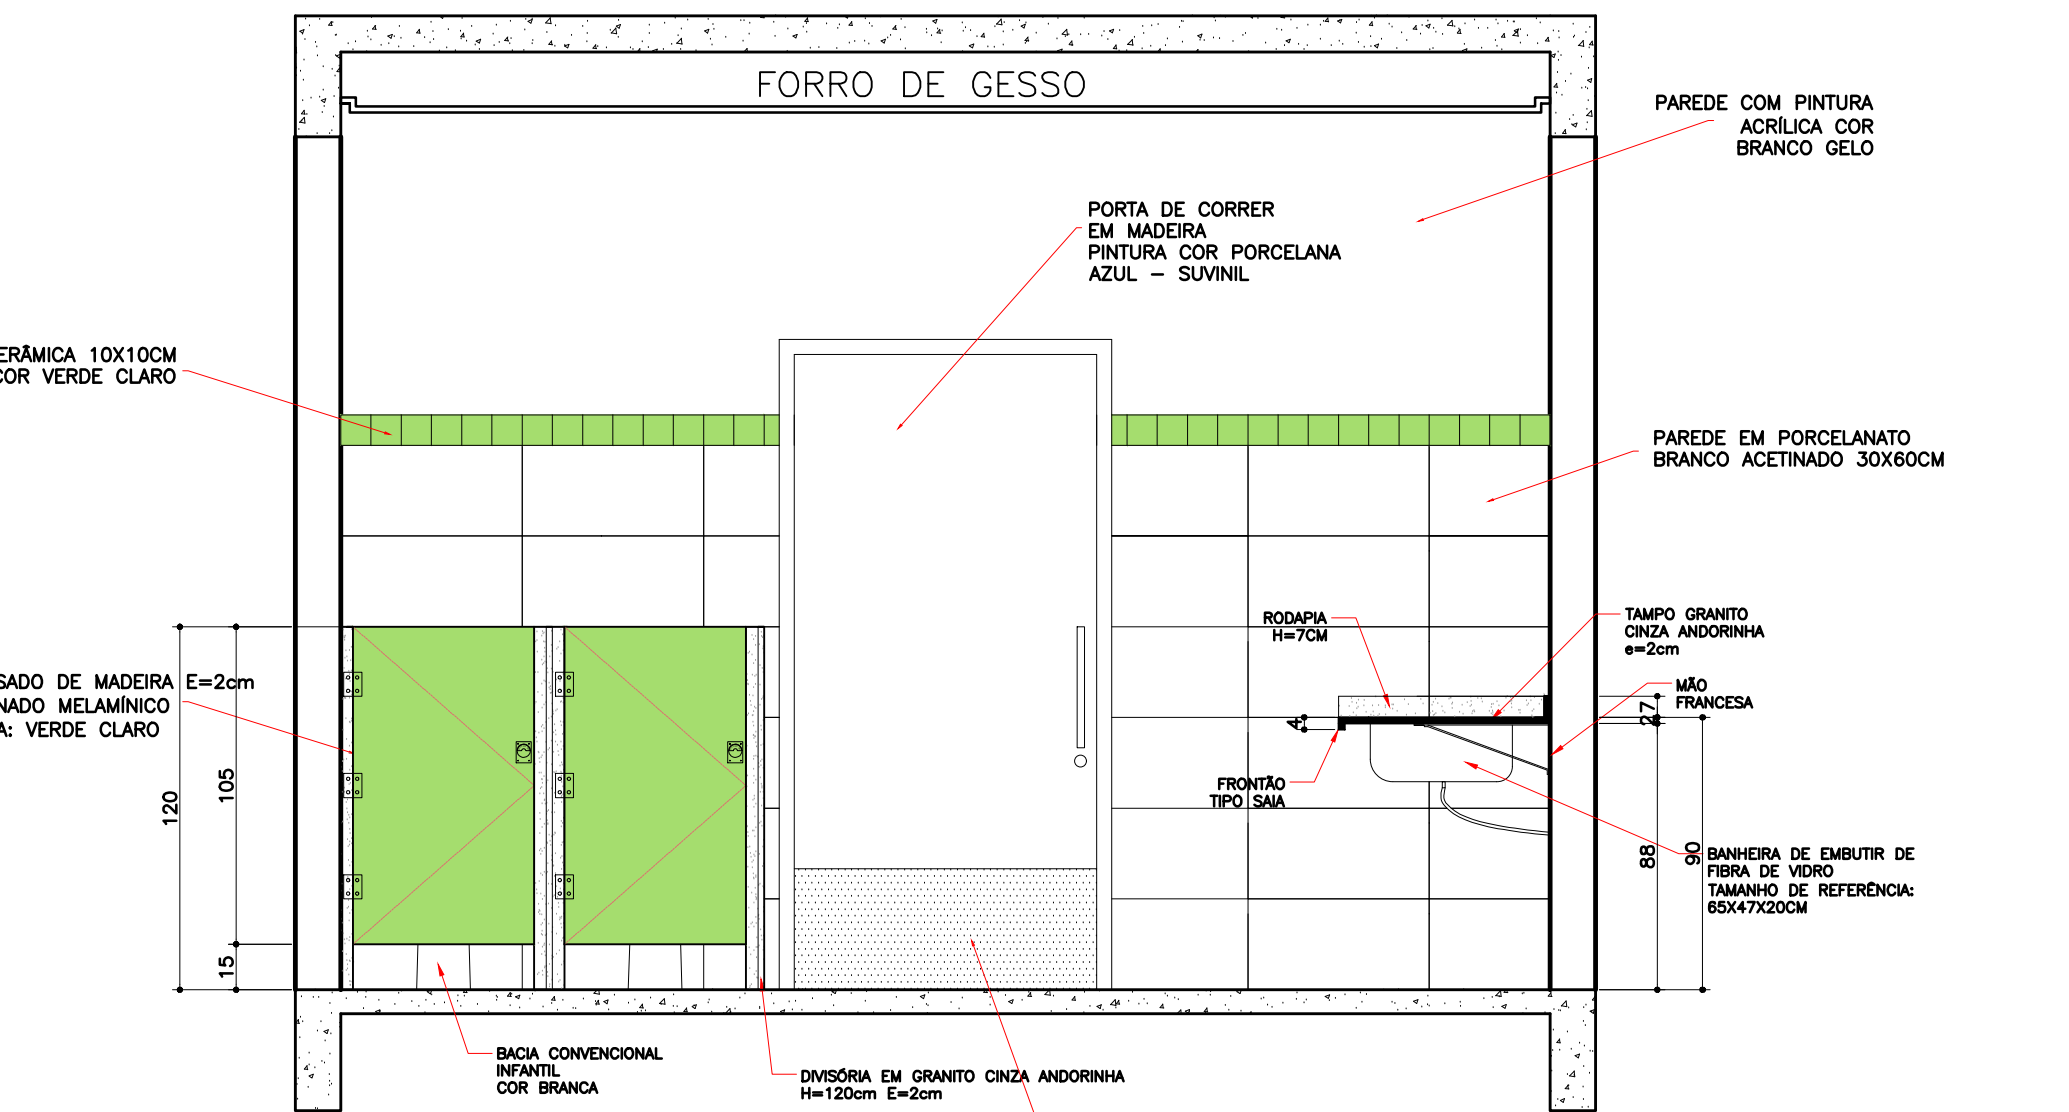 FORRO DE GESSO
PAREDE COM PINTURA
ACRÍLICA COR
BRANCO GELO
PORTA DE CORRER
EM MADEIRA
PINTURA COR PORCELANA
AZUL – SUVINIL
ERÂMICA 10X10CM
COR VERDE CLARO
PAREDE EM PORCELANATO
BRANCO ACETINADO 30X60CM
RODAPIA
H=7CM
TAMPO GRANITO
CINZA ANDORINHA
e=2cm
MÃO
FRANCESA
SADO DE MADEIRA E=2cm
NADO MELAMÍNICO
A: VERDE CLARO
4
27
FRONTÃO
TIPO SAIA
120
105
15
88
90
BANHEIRA DE EMBUTIR DE
FIBRA DE VIDRO
TAMANHO DE REFERÊNCIA:
65X47X20CM
BACIA CONVENCIONAL
INFANTIL
COR BRANCA
DIVISÓRIA EM GRANITO CINZA ANDORINHA
H=120cm E=2cm